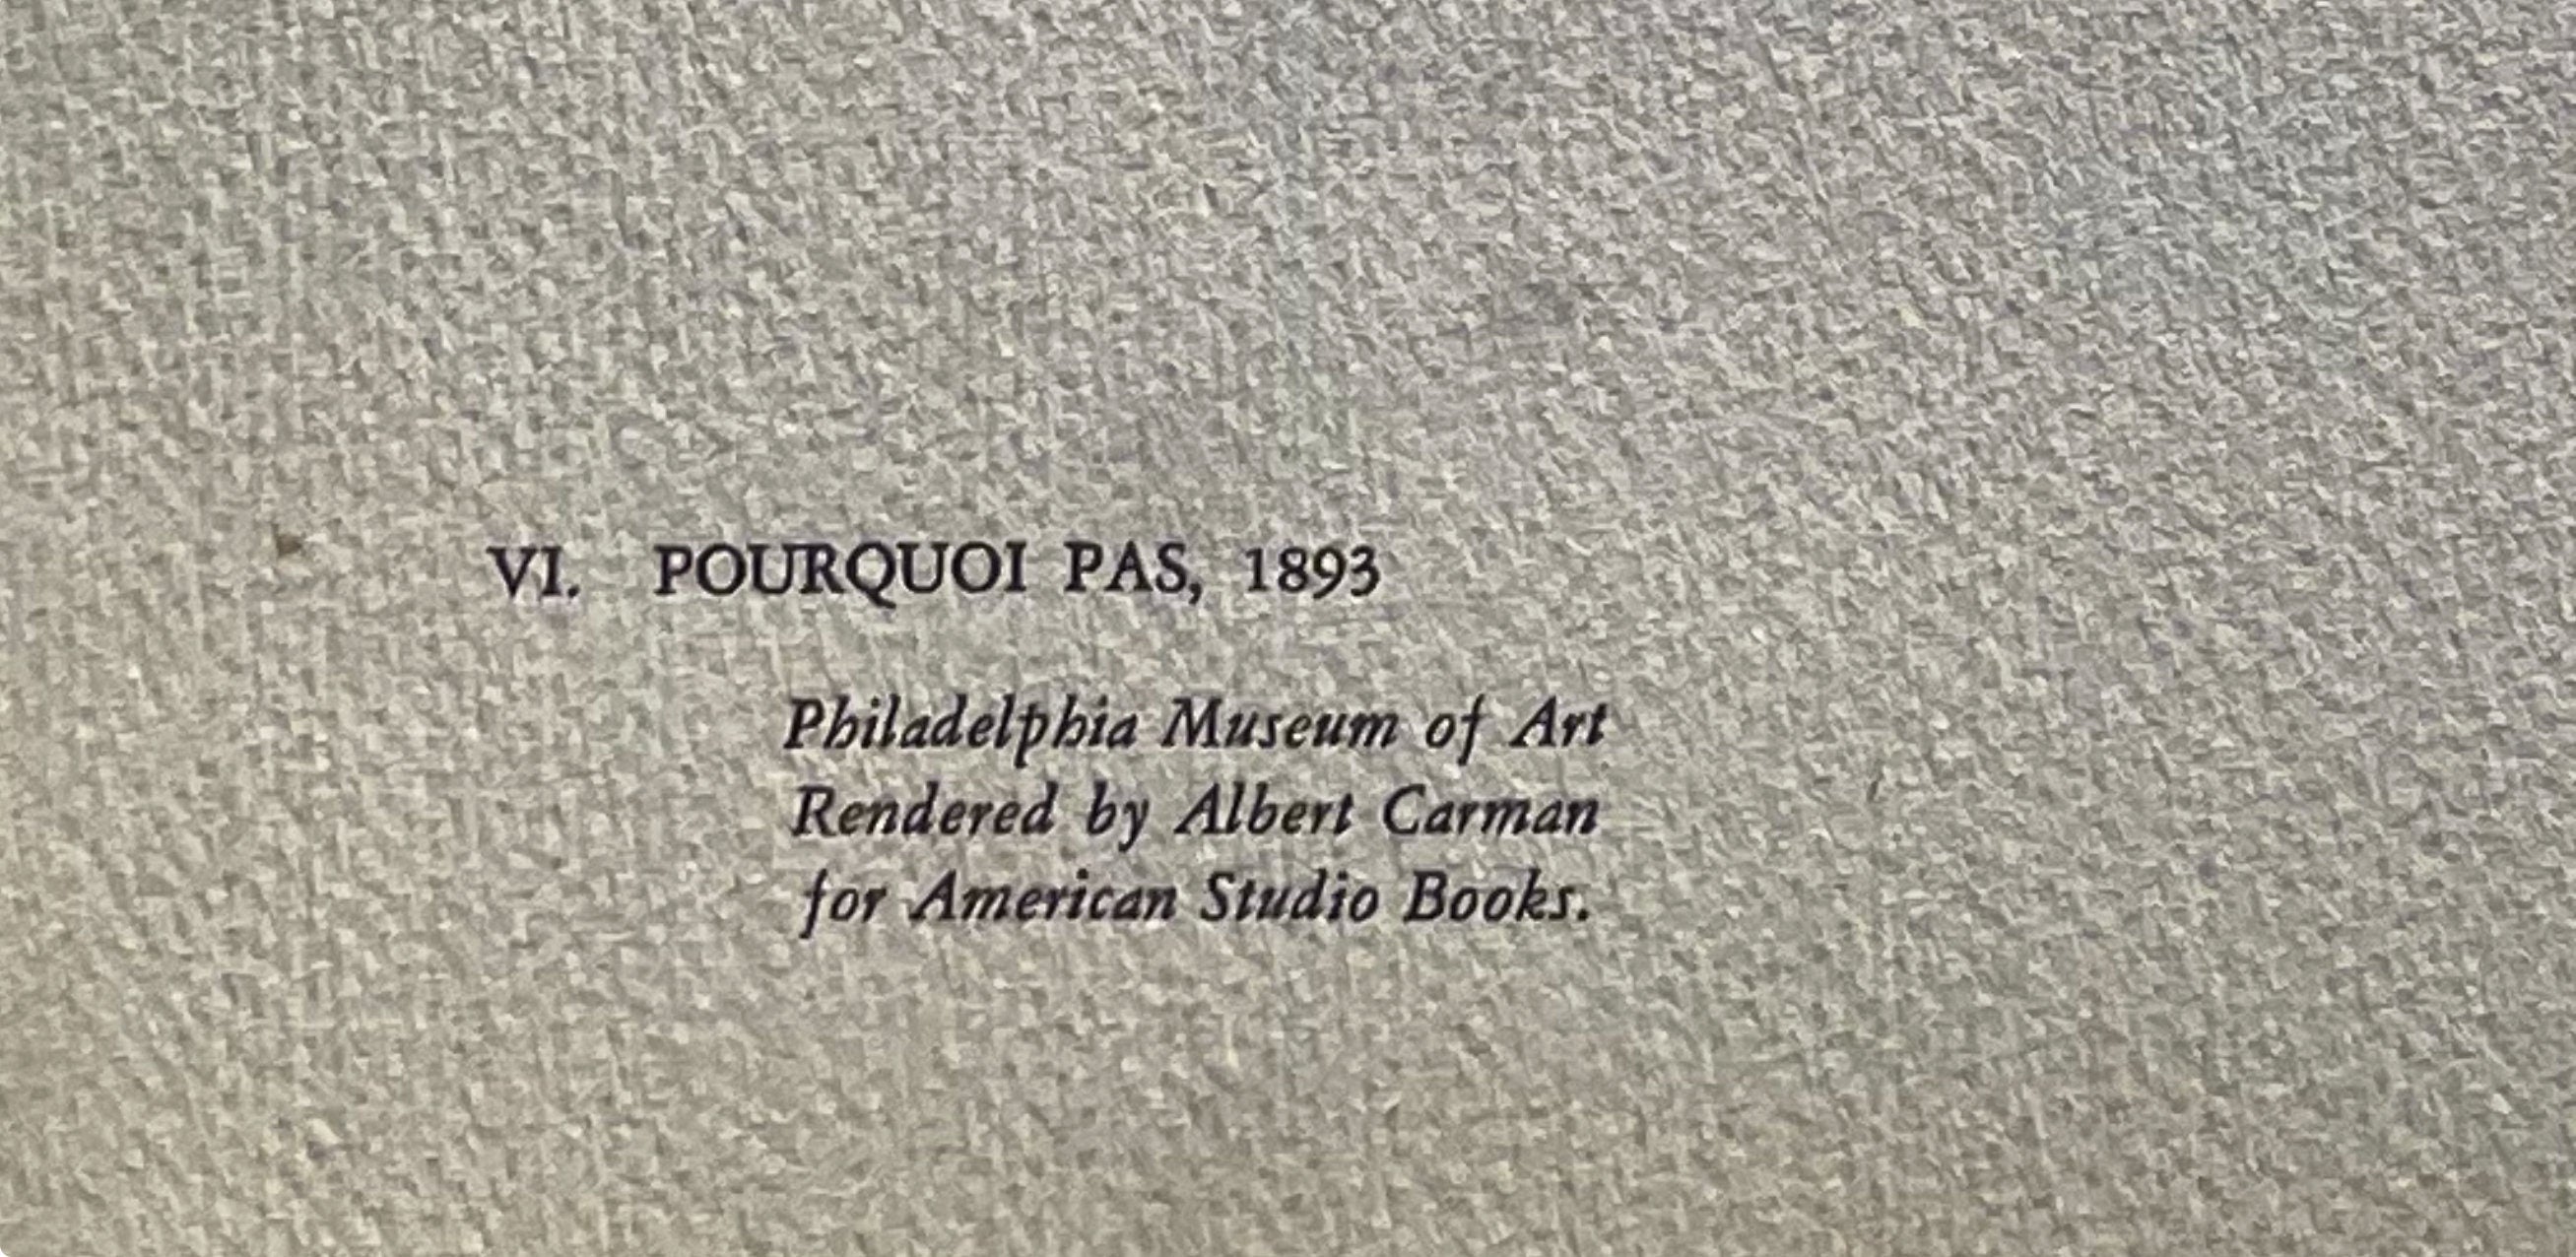 VI. POURQUOI PAS, 1893
Philadelphia Museum of Art
Rendered by Albert Carman
for American Studio Books.